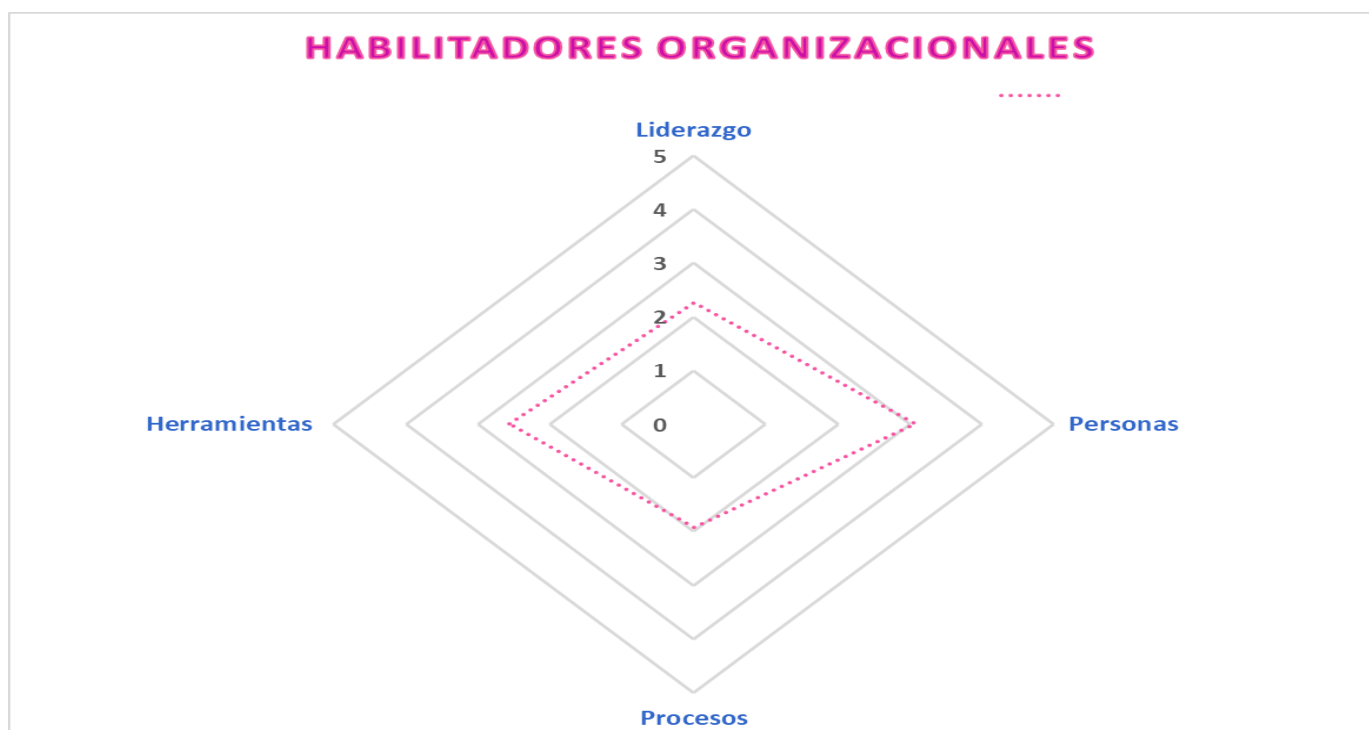 HABILITADORES ORGANIZACIONALES
Liderazgo
5
4
3
2
1
0
Herramientas
Personas
Procesos